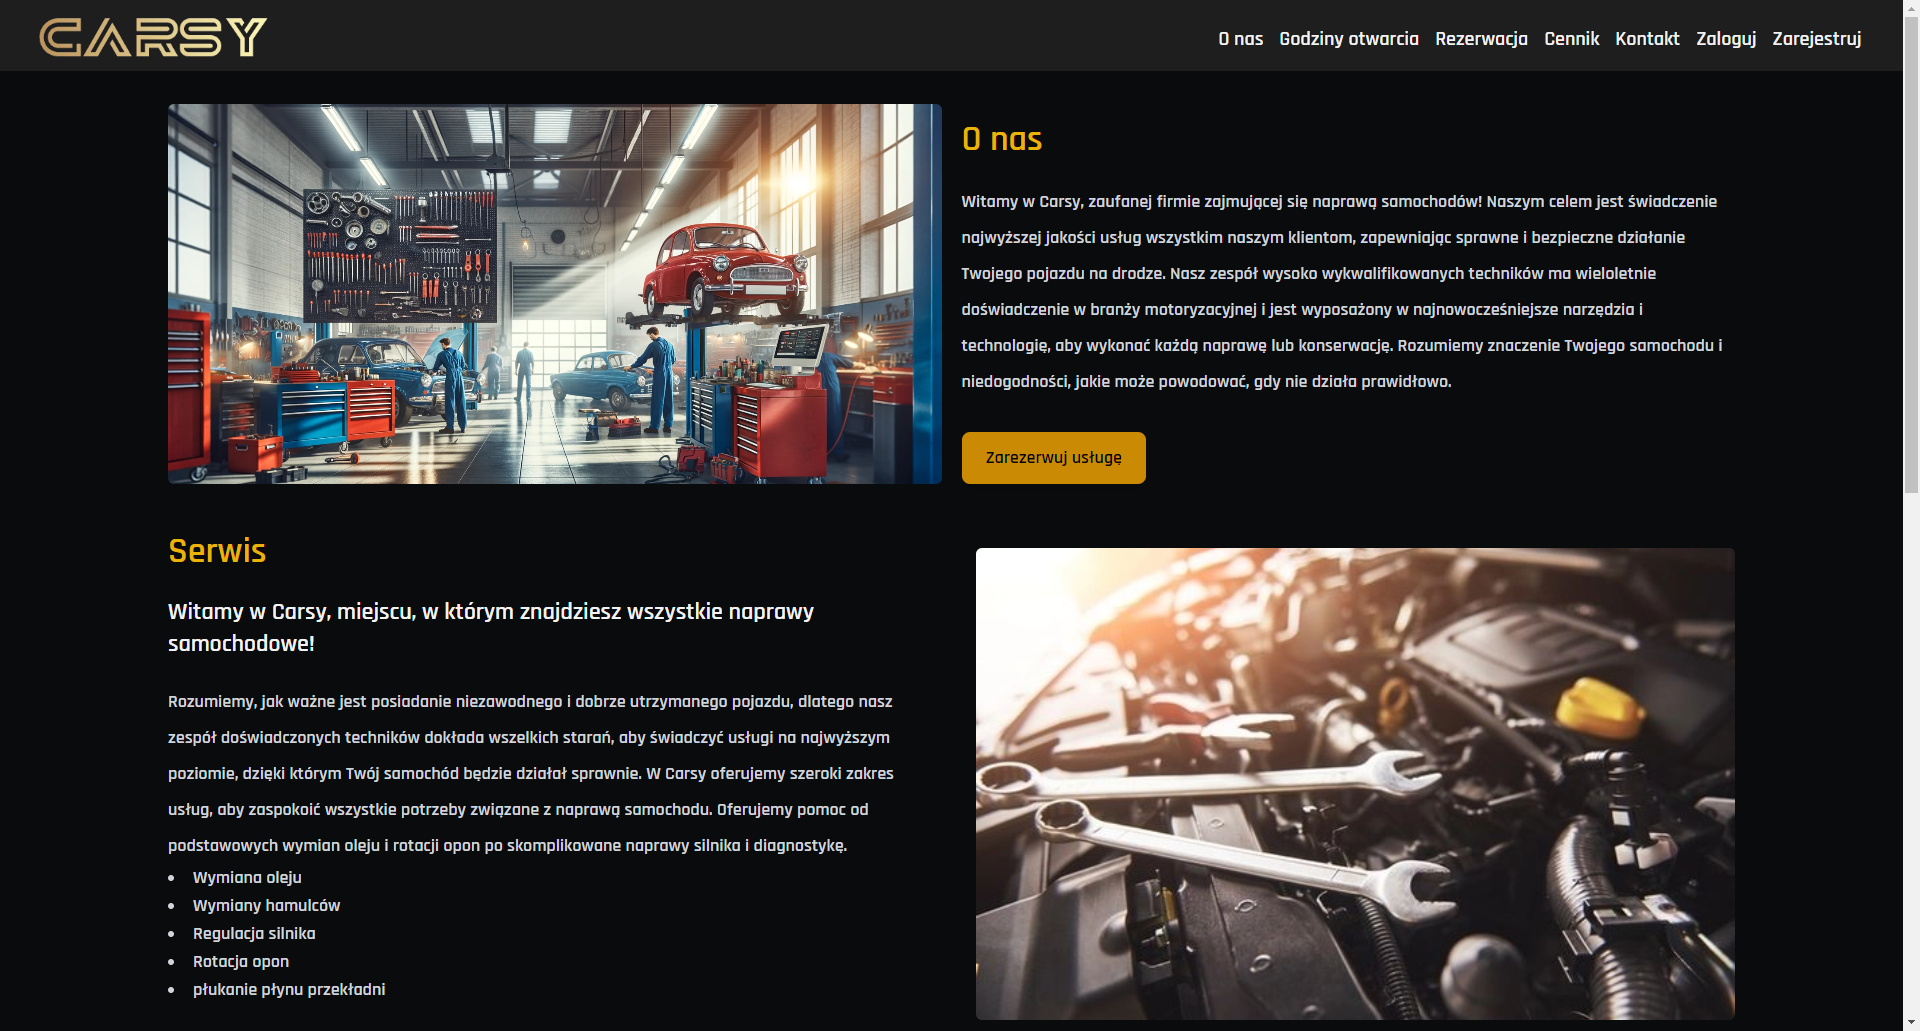 CARSY
O nas Godziny otwarcia Rezerwacja Cennik Kontakt Zaloguj Zarejestruj
O nas
Witamy w Carsy, zaufanej firmie zajmującej się naprawą samochodów! Naszym celem jest świadczenie
najwyższej jakości usług wszystkim naszym klientom, zapewniając sprawne i bezpieczne działanie
Twojego pojazdu na drodze. Nasz zespół wysoko wykwalifikowanych techników ma wieloletnie
doświadczenie w branży motoryzacyjnej i jest wyposażony w najnowocześniejsze narzędzia i
technologię, aby wykonać każdą naprawę lub konserwację. Rozumiemy znaczenie Twojego samochodu i
niedogodności, jakie może powodować, gdy nie działa prawidłowo.
Zarezerwuj usługę
Serwis
Witamy w Carsy, miejscu, w którym znajdziesz wszystkie naprawy
samochodowe!
Rozumiemy, jak ważne jest posiadanie niezawodnego i dobrze utrzymanego pojazdu, dlatego nasz
zespół doświadczonych techników dokłada wszelkich starań, aby świadczyć usługi na najwyższym
poziomie, dzięki którym Twój samochód będzie działał sprawnie. W Carsy oferujemy szeroki zakres
usług, aby zaspokoić wszystkie potrzeby związane z naprawą samochodu. Oferujemy pomoc od
podstawowych wymian oleju i rotacji opon po skomplikowane naprawy silnika i diagnostykę.
Wymiana oleju
Wymiany hamulców
Regulacja silnika
Rotacja opon
płukanie płynu przekładni